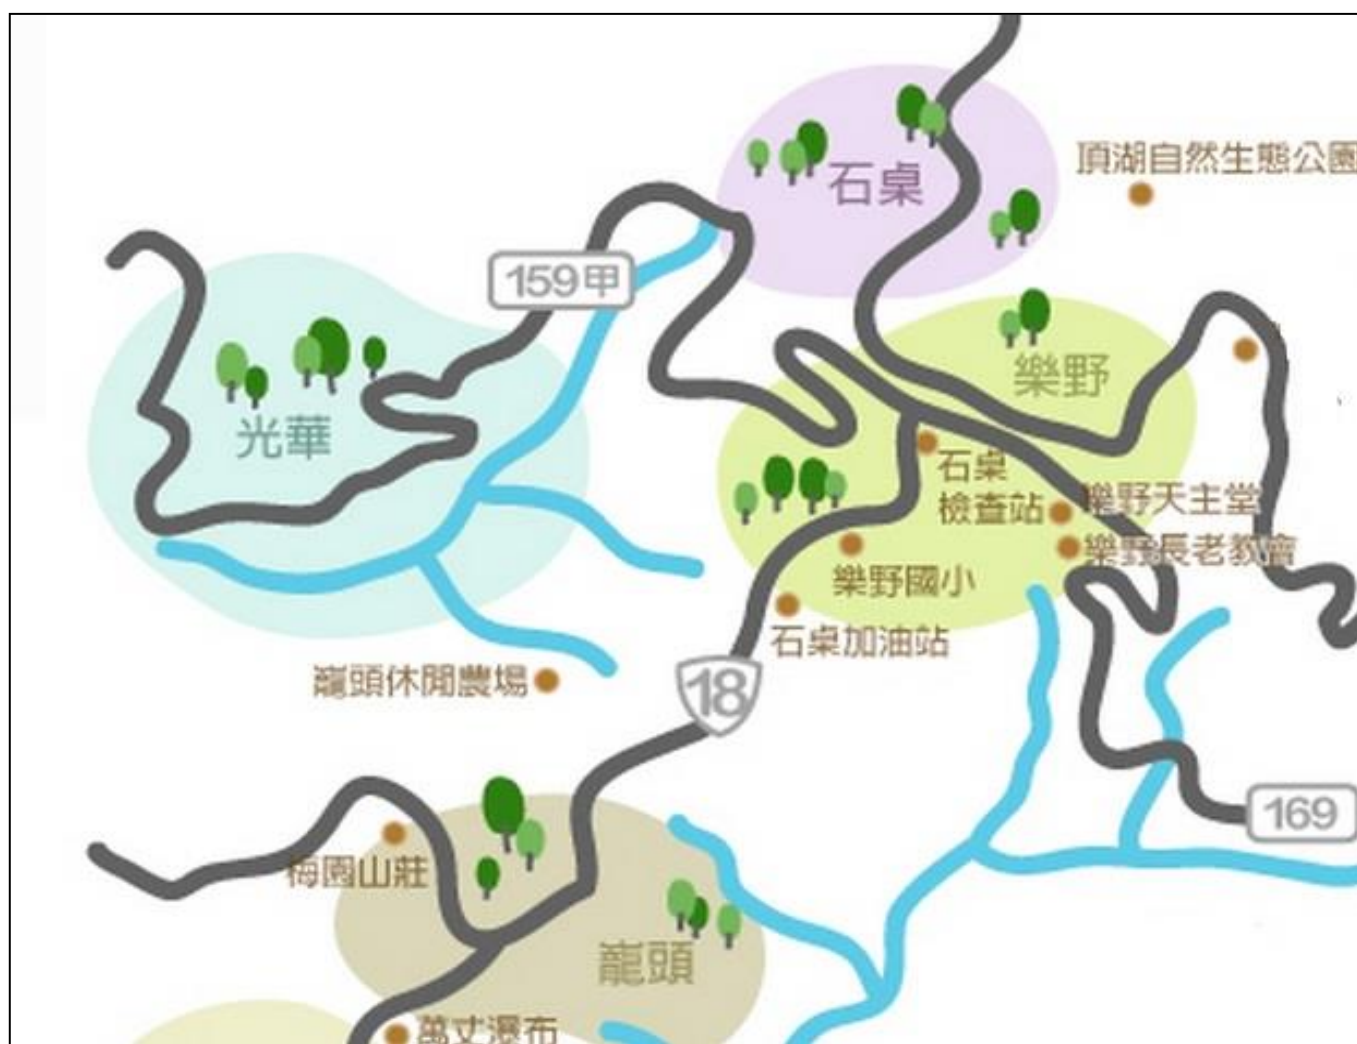 石桌
頂湖自然生態公園
159甲
樂野
光華
石桌
檢查站
樂野天主堂
樂野長老教會
樂野國小
石桌加油站
巃頭休閒農場
18
169
梅園山莊
巃頭
萬丈瀑布